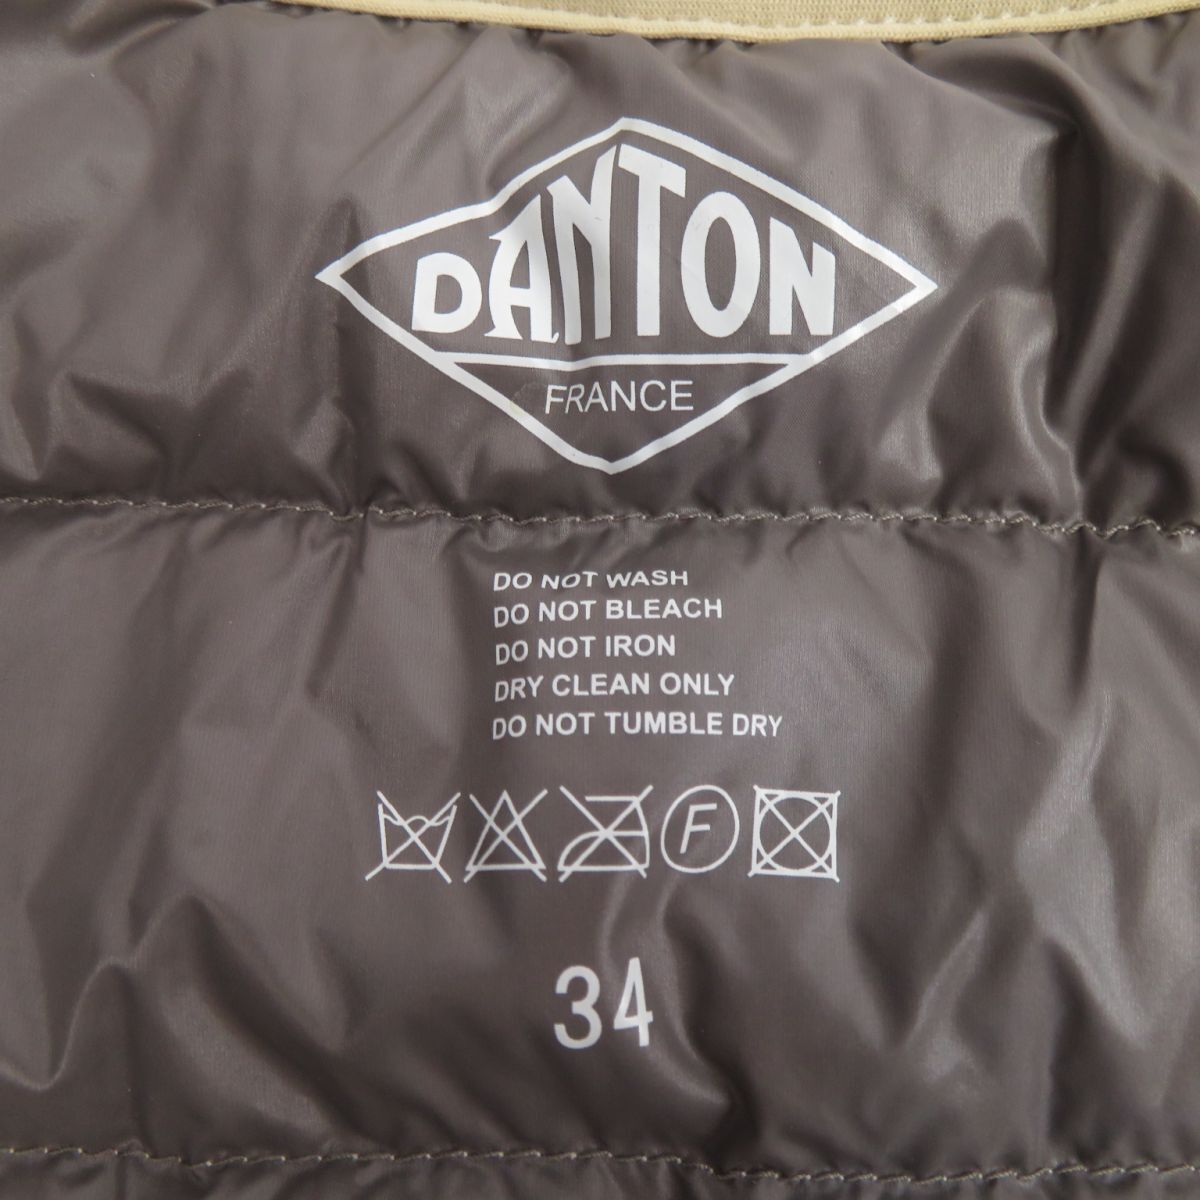 DANTON
FRANCE
DO NOT WASH
DO NOT BLEACH
DO NOT IRON
DRY CLEAN ONLY
DO NOT TUMBLE DRY
F
34